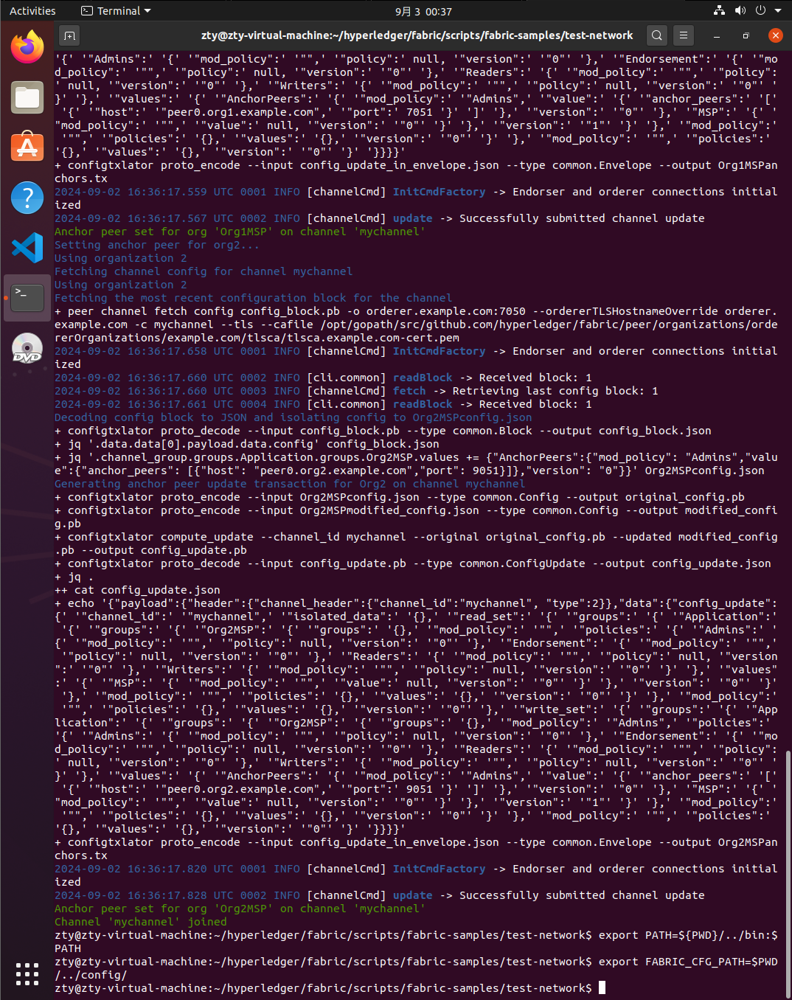 Activities
Terminal
9月 3 00:37
zty@zty-virtual-machine:~/hyperledger/fabric/scripts/fabric-samples/test-network
'{' '"Admins":' '{' '"mod_policy":' '"",' '"policy":' null, '"version":' '"0"' '},' '"Endorsement":' '{' '"mo
d_policy":' '"",' '"policy":' null, '"version":' '"0"' '},' '"Readers":' '{' '"mod_policy":' '"",' '"policy":
' null, '"version":' '"0"' '},' '"Writers":' '{' '"mod_policy":' '"",' '"policy":' null, '"version":' '"0"' '
}' '},' '"values":' '{' '"AnchorPeers":' '{' '"mod_policy":' '"Admins",' '"value":' '{' '"anchor_peers":' '['
 '{' '"host":' '"peer0.org1.example.com",' '"port":' 7051 '}' ']' '},' '"version":' '"0"' '},' '"MSP":' '{' '
"mod_policy":' '"",' '"value":' null, '"version":' '"0"' '}' '},' '"version":' '"1"' '}' '},' '"mod_policy":'
 '"",' '"policies":' '{},' '"values":' '{},' '"version":' '"0"' '}' '},' '"mod_policy":' '"",' '"policies":'
'{},' '"values":' '{},' '"version":' '"0"' '}' '}}}}'
+ configtxlator proto_encode --input config_update_in_envelope.json --type common.Envelope --output Org1MSPan
chors.tx
2024-09-02 16:36:17.559 UTC 0001 INFO [channelCmd] InitCmdFactory -> Endorser and orderer connections initial
ized
2024-09-02 16:36:17.567 UTC 0002 INFO [channelCmd] update -> Successfully submitted channel update
Anchor peer set for org 'Org1MSP' on channel 'mychannel'
Setting anchor peer for org2...
Using organization 2
Fetching channel config for channel mychannel
Using organization 2
Fetching the most recent configuration block for the channel
+ peer channel fetch config config_block.pb -o orderer.example.com:7050 --ordererTLSHostnameOverride orderer.
example.com -c mychannel --tls --cafile /opt/gopath/src/github.com/hyperledger/fabric/peer/organizations/orde
rerOrganizations/example.com/tlsca/tlsca.example.com-cert.pem
2024-09-02 16:36:17.658 UTC 0001 INFO [channelCmd] InitCmdFactory -> Endorser and orderer connections initial
ized
2024-09-02 16:36:17.660 UTC 0002 INFO [cli.common] readBlock -> Received block: 1
2024-09-02 16:36:17.660 UTC 0003 INFO [channelCmd] fetch -> Retrieving last config block: 1
2024-09-02 16:36:17.661 UTC 0004 INFO [cli.common] readBlock -> Received block: 1
Decoding config block to JSON and isolating config to Org2MSPconfig.json
+ configtxlator proto_decode --input config_block.pb --type common.Block --output config_block.json
+ jq '.data.data[0].payload.data.config' config_block.json
+ jq '.channel_group.groups.Application.groups.Org2MSP.values += {"AnchorPeers":{"mod_policy": "Admins","valu
e":{"anchor_peers": [{"host": "peer0.org2.example.com","port": 9051}]},"version": "0"}}' Org2MSPconfig.json
Generating anchor peer update transaction for Org2 on channel mychannel
+ configtxlator proto_encode --input Org2MSPconfig.json --type common.Config --output original_config.pb
+ configtxlator proto_encode --input Org2MSPmodified_config.json --type common.Config --output modified_confi
g.pb
+ configtxlator compute_update --channel_id mychannel --original original_config.pb --updated modified_config
.pb --output config_update.pb
+ configtxlator proto_decode --input config_update.pb --type common.ConfigUpdate --output config_update.json
+ jq .
++ cat config_update.json
+ echo '{"payload":{"header":{"channel_header":{"channel_id":"mychannel", "type":2}},"data":{"config_update":
{' '"channel_id":' '"mychannel",' '"isolated_data":' '{},' '"read_set":' '{' '"groups":' '{' '"Application":'
 '{' '"groups":' '{' '"Org2MSP":' '{' '"groups":' '{},' '"mod_policy":' '"",' '"policies":' '{' '"Admins":' '
{' '"mod_policy":' '"",' '"policy":' null, '"version":' '"0"' '},' '"Endorsement":' '{' '"mod_policy":' '"",'
 '"policy":' null, '"version":' '"0"' '},' '"Readers":' '{' '"mod_policy":' '"",' '"policy":' null, '"version
":' '"0"' '},' '"Writers":' '{' '"mod_policy":' '"",' '"policy":' null, '"version":' '"0"' '}' '},' '"values"
:' '{' '"MSP":' '{' '"mod_policy":' '"",' '"value":' null, '"version":' '"0"' '}' '},' '"version":' '"0"' '}'
 '},' '"mod_policy":' '"",' '"policies":' '{},' '"values":' '{},' '"version":' '"0"' '}' '},' '"mod_policy":'
 '"",' '"policies":' '{},' '"values":' '{},' '"version":' '"0"' '},' '"write_set":' '{' '"groups":' '{' '"App
lication":' '{' '"groups":' '{' '"Org2MSP":' '{' '"groups":' '{},' '"mod_policy":' '"Admins",' '"policies":'
'{' '"Admins":' '{' '"mod_policy":' '"",' '"policy":' null, '"version":' '"0"' '},' '"Endorsement":' '{' '"mo
d_policy":' '"",' '"policy":' null, '"version":' '"0"' '},' '"Readers":' '{' '"mod_policy":' '"",' '"policy":
' null, '"version":' '"0"' '},' '"Writers":' '{' '"mod_policy":' '"",' '"policy":' null, '"version":' '"0"' '
}' '},' '"values":' '{' '"AnchorPeers":' '{' '"mod_policy":' '"Admins",' '"value":' '{' '"anchor_peers":' '['
 '{' '"host":' '"peer0.org2.example.com",' '"port":' 9051 '}' ']' '},' '"version":' '"0"' '},' '"MSP":' '{' '
"mod_policy":' '"",' '"value":' null, '"version":' '"0"' '}' '},' '"version":' '"1"' '}' '},' '"mod_policy":'
 '"",' '"policies":' '{},' '"values":' '{},' '"version":' '"0"' '}' '},' '"mod_policy":' '"",' '"policies":'
'{},' '"values":' '{},' '"version":' '"0"' '}' '}}}}'
+ configtxlator proto_encode --input config_update_in_envelope.json --type common.Envelope --output Org2MSPan
chors.tx
2024-09-02 16:36:17.820 UTC 0001 INFO [channelCmd] InitCmdFactory -> Endorser and orderer connections initial
ized
2024-09-02 16:36:17.828 UTC 0002 INFO [channelCmd] update -> Successfully submitted channel update
Anchor peer set for org 'Org2MSP' on channel 'mychannel'
Channel 'mychannel' joined
zty@zty-virtual-machine:~/hyperledger/fabric/scripts/fabric-samples/test-network$ export PATH=${PWD}/../bin:$
PATH
zty@zty-virtual-machine:~/hyperledger/fabric/scripts/fabric-samples/test-network$ export FABRIC_CFG_PATH=$PWD
/../config/
zty@zty-virtual-machine:~/hyperledger/fabric/scripts/fabric-samples/test-network$
DVD